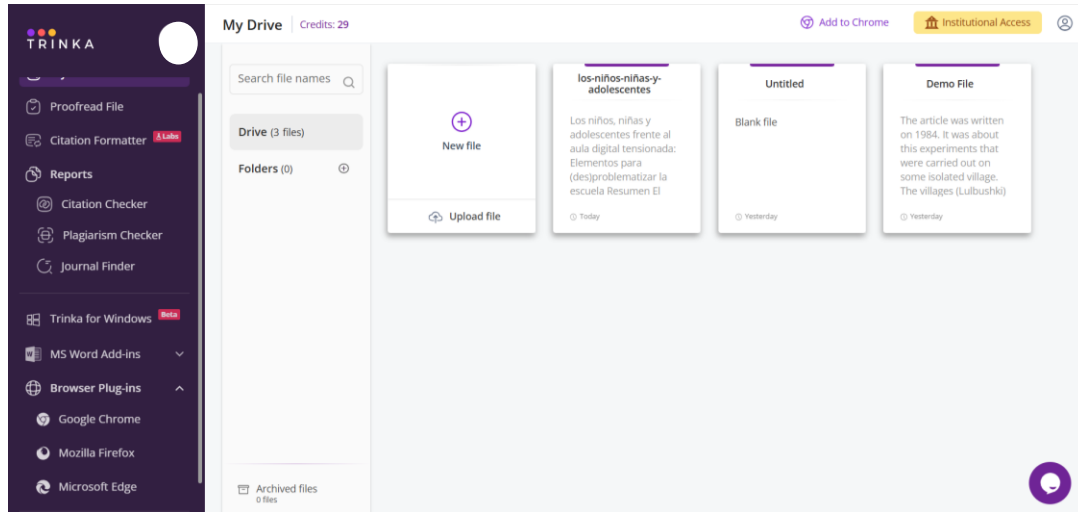 TRINKA
Proofread File
Citation Formatter Labs
Reports
Citation Checker
Plagiarism Checker
Journal Finder
Trinka for Windows Beta
MS Word Add-ins
Browser Plug-ins
Google Chrome
Mozilla Firefox
Microsoft Edge
My Drive Credits: 29
Add to Chrome
Institutional Access
Search file names
Drive (3 files)
Folders (0)
Archived files
0 files
New file
Upload file
los-niños-niñas-y-
adolescentes
Los niños, niñas y
adolescentes frente al
aula digital tensionada:
Elementos para
(des)problematizar la
escuela Resumen El
Today
Untitled
Blank file
Yesterday
Demo File
The article was written
on 1984. It was about
this experiments that
were carried out on
some isolated village.
The villages (Lulbushki)
Yesterday